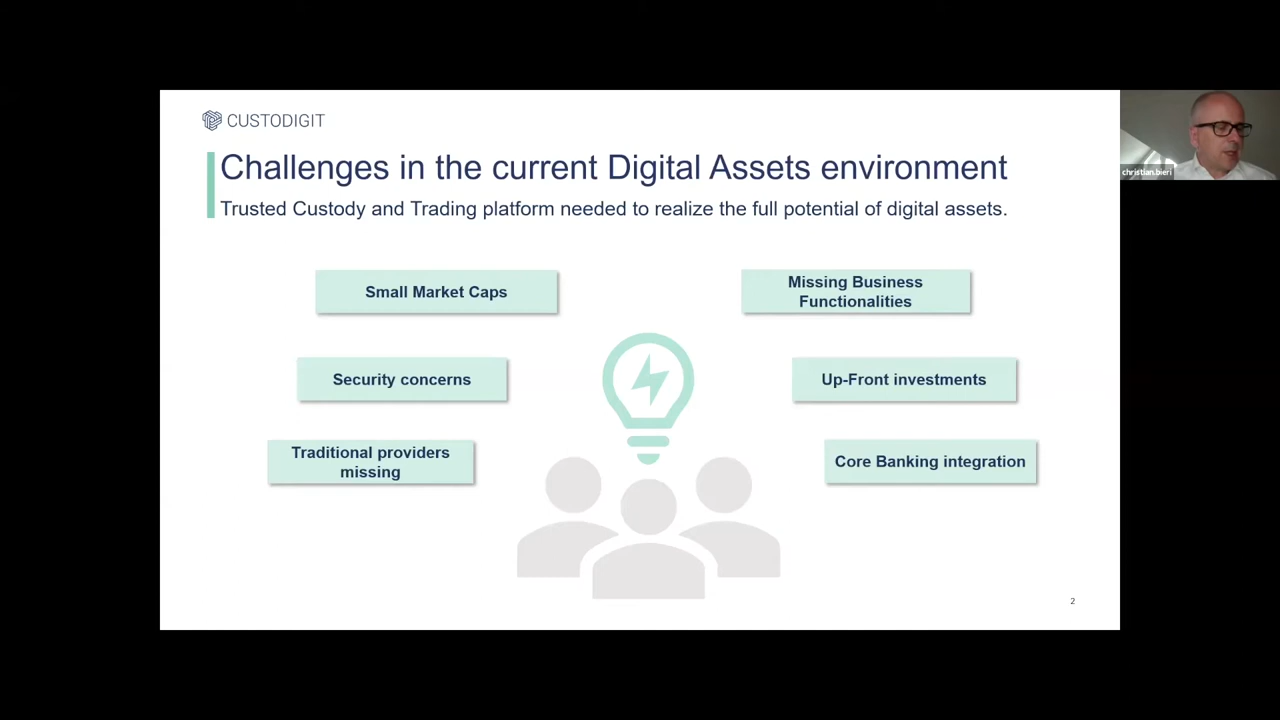 CUSTODIGIT
Challenges in the current Digital Assets environment
Trusted Custody and Trading platform needed to realize the full potential of digital assets.
Small Market Caps
Missing Business
Functionalities
Security concerns
Up-Front investments
Traditional providers
missing
Core Banking integration
2
christian.bieri